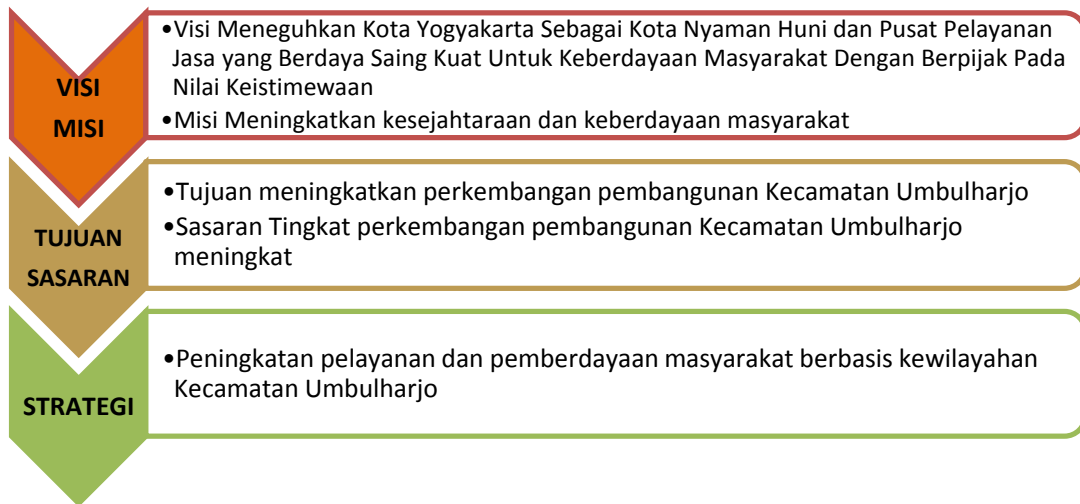 VISI
MISI
•Visi Meneguhkan Kota Yogyakarta Sebagai Kota Nyaman Huni dan Pusat Pelayanan
Jasa yang Berdaya Saing Kuat Untuk Keberdayaan Masyarakat Dengan Berpijak Pada
Nilai Keistimewaan
•Misi Meningkatkan kesejahtaraan dan keberdayaan masyarakat
TUJUAN
SASARAN
•Tujuan meningkatkan perkembangan pembangunan Kecamatan Umbulharjo
•Sasaran Tingkat perkembangan pembangunan Kecamatan Umbulharjo
meningkat
STRATEGI
•Peningkatan pelayanan dan pemberdayaan masyarakat berbasis kewilayahan
Kecamatan Umbulharjo